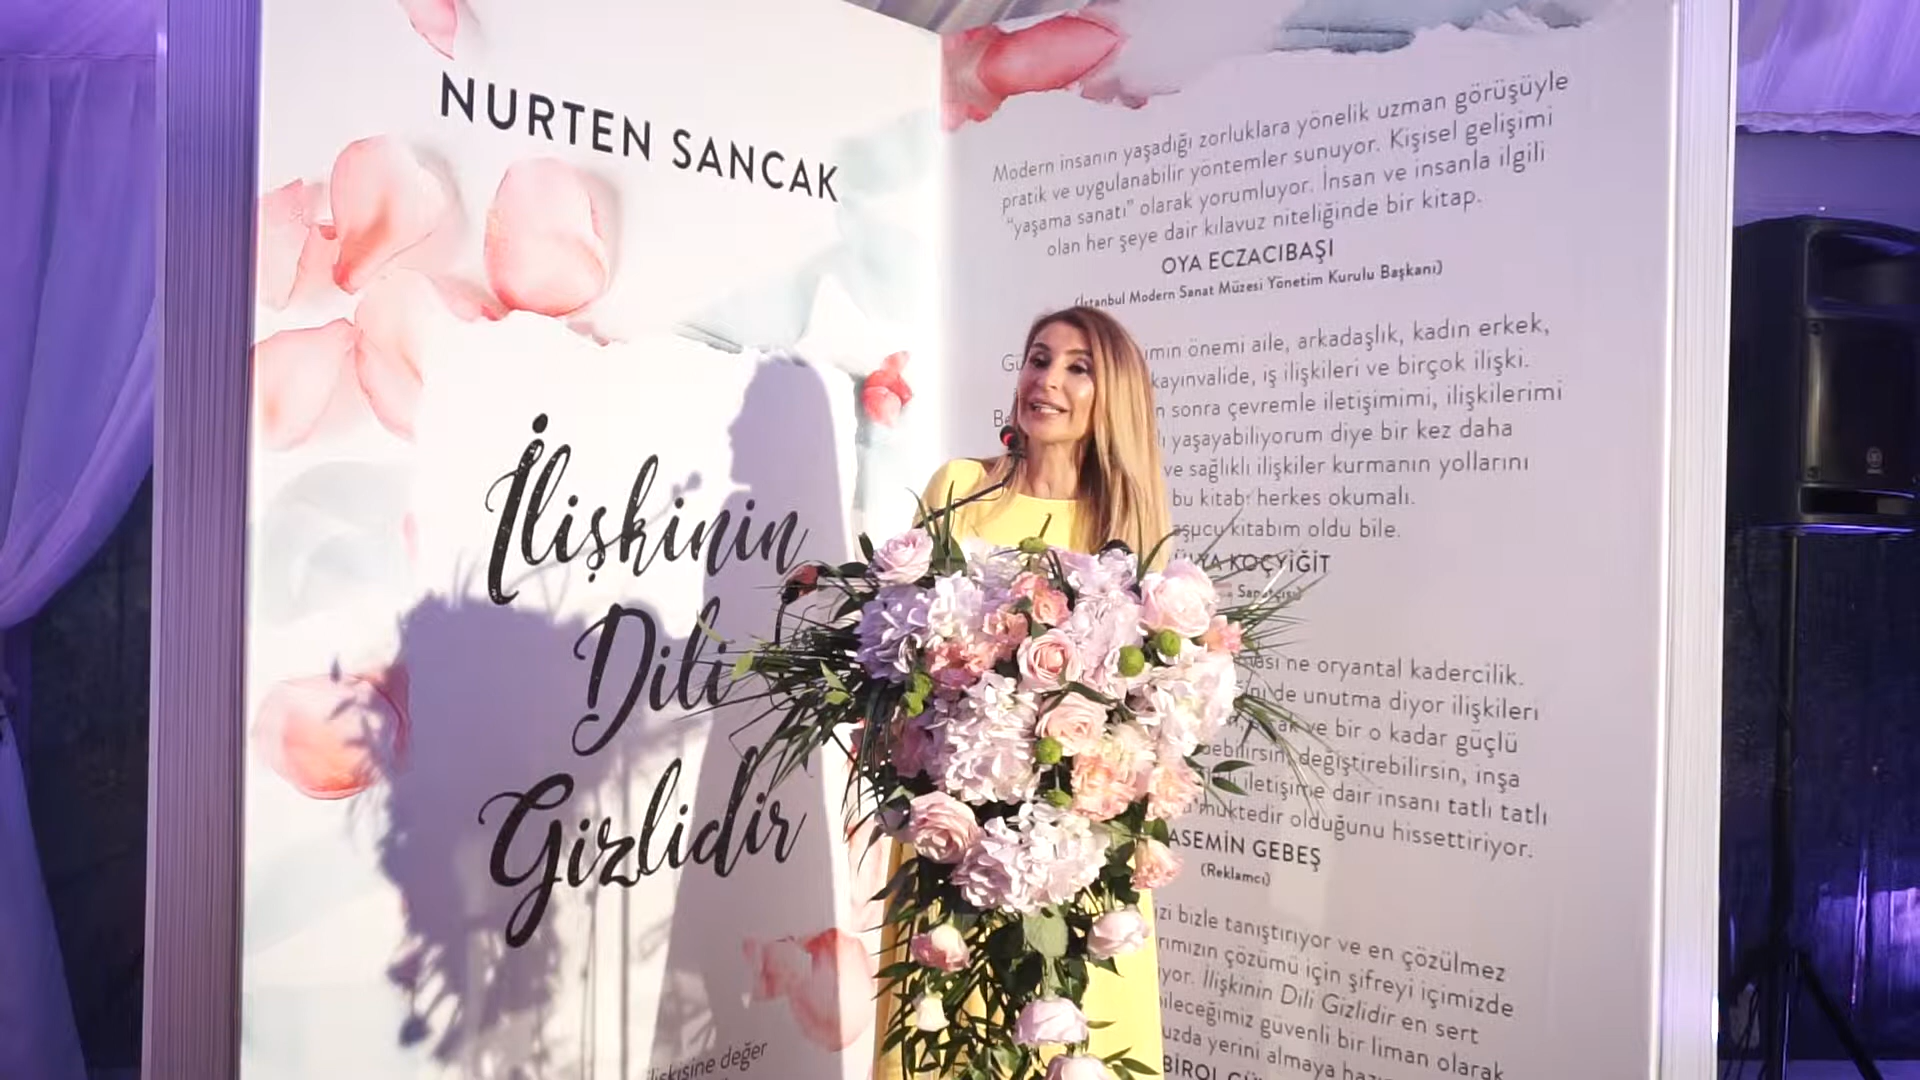 NURTEN SANCAK
İlişkinin
Dili
Gizlidir
ilişkisine değer
Modern insanın yaşadığı zorluklara yönelik uzman görüşüyle
pratik ve uygulanabilir yöntemler sunuyor. Kişisel gelişimi
"yaşama sanatı" olarak yorumluyor. İnsan ve insanla ilgili
olan her şeye dair kılavuz niteliğinde bir kitap.
OYA ECZACIBAŞI
(İstanbul Modern Sanat Müzesi Yönetim Kurulu Başkanı)
önemi aile, arkadaşlık, kadın erkek,
kayınvalide, iş ilişkileri ve birçok ilişki.
sonra çevremle iletişimimi, ilişkilerimi
yaşayabiliyorum diye bir kez daha
ve sağlıklı ilişkiler kurmanın yollarını
bu kitabı herkes okumalı.
kitabım oldu bile.
KOÇYİĞİT
ne oryantal kadercilik.
de unutma diyor ilişkileri
ve bir o kadar güçlü
değiştirebilirsin, inşa
iletişime dair insanı tatlı tatlı
muktedir olduğunu hissettiriyor.
GEBEŞ
(Reklamcı)
bizle tanıştırıyor ve en çözülmez
çözümü için şifreyi içimizde
İlişkinin Dili Gizlidir en sert
güvenli bir liman olarak
yerini almaya
BİROL